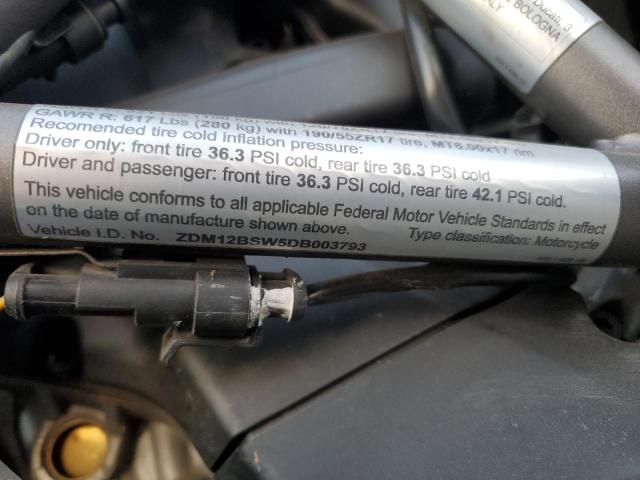 GAWR R: 617 Lbs (280 kg) with 190/55ZR17 tire, MT6.00x17 rim
Recomended tire cold inflation pressure:
Driver only: front tire 36.3 PSI cold, rear tire 36.3 PSI cold
Driver and passenger: front tire 36.3 PSI cold, rear tire 42.1 PSI cold.
This vehicle conforms to all applicable Federal Motor Vehicle Standards in effect
on the date of manufacture shown above.
Type classification: Motorcycle
Vehicle I.D. No. ZDM12BSW5DB003793
Ducati, 3
BOLOGNA